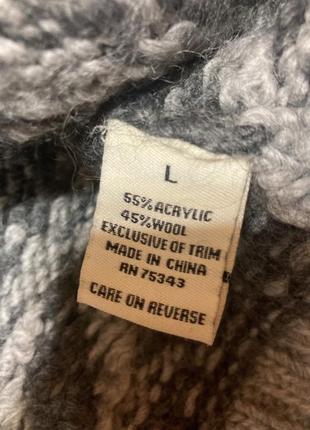 L
55% ACRYLIC
45% WOOL
EXCLUSIVE OF TRIM
MADE IN CHINA
RN 75343
CARE ON REVERSE